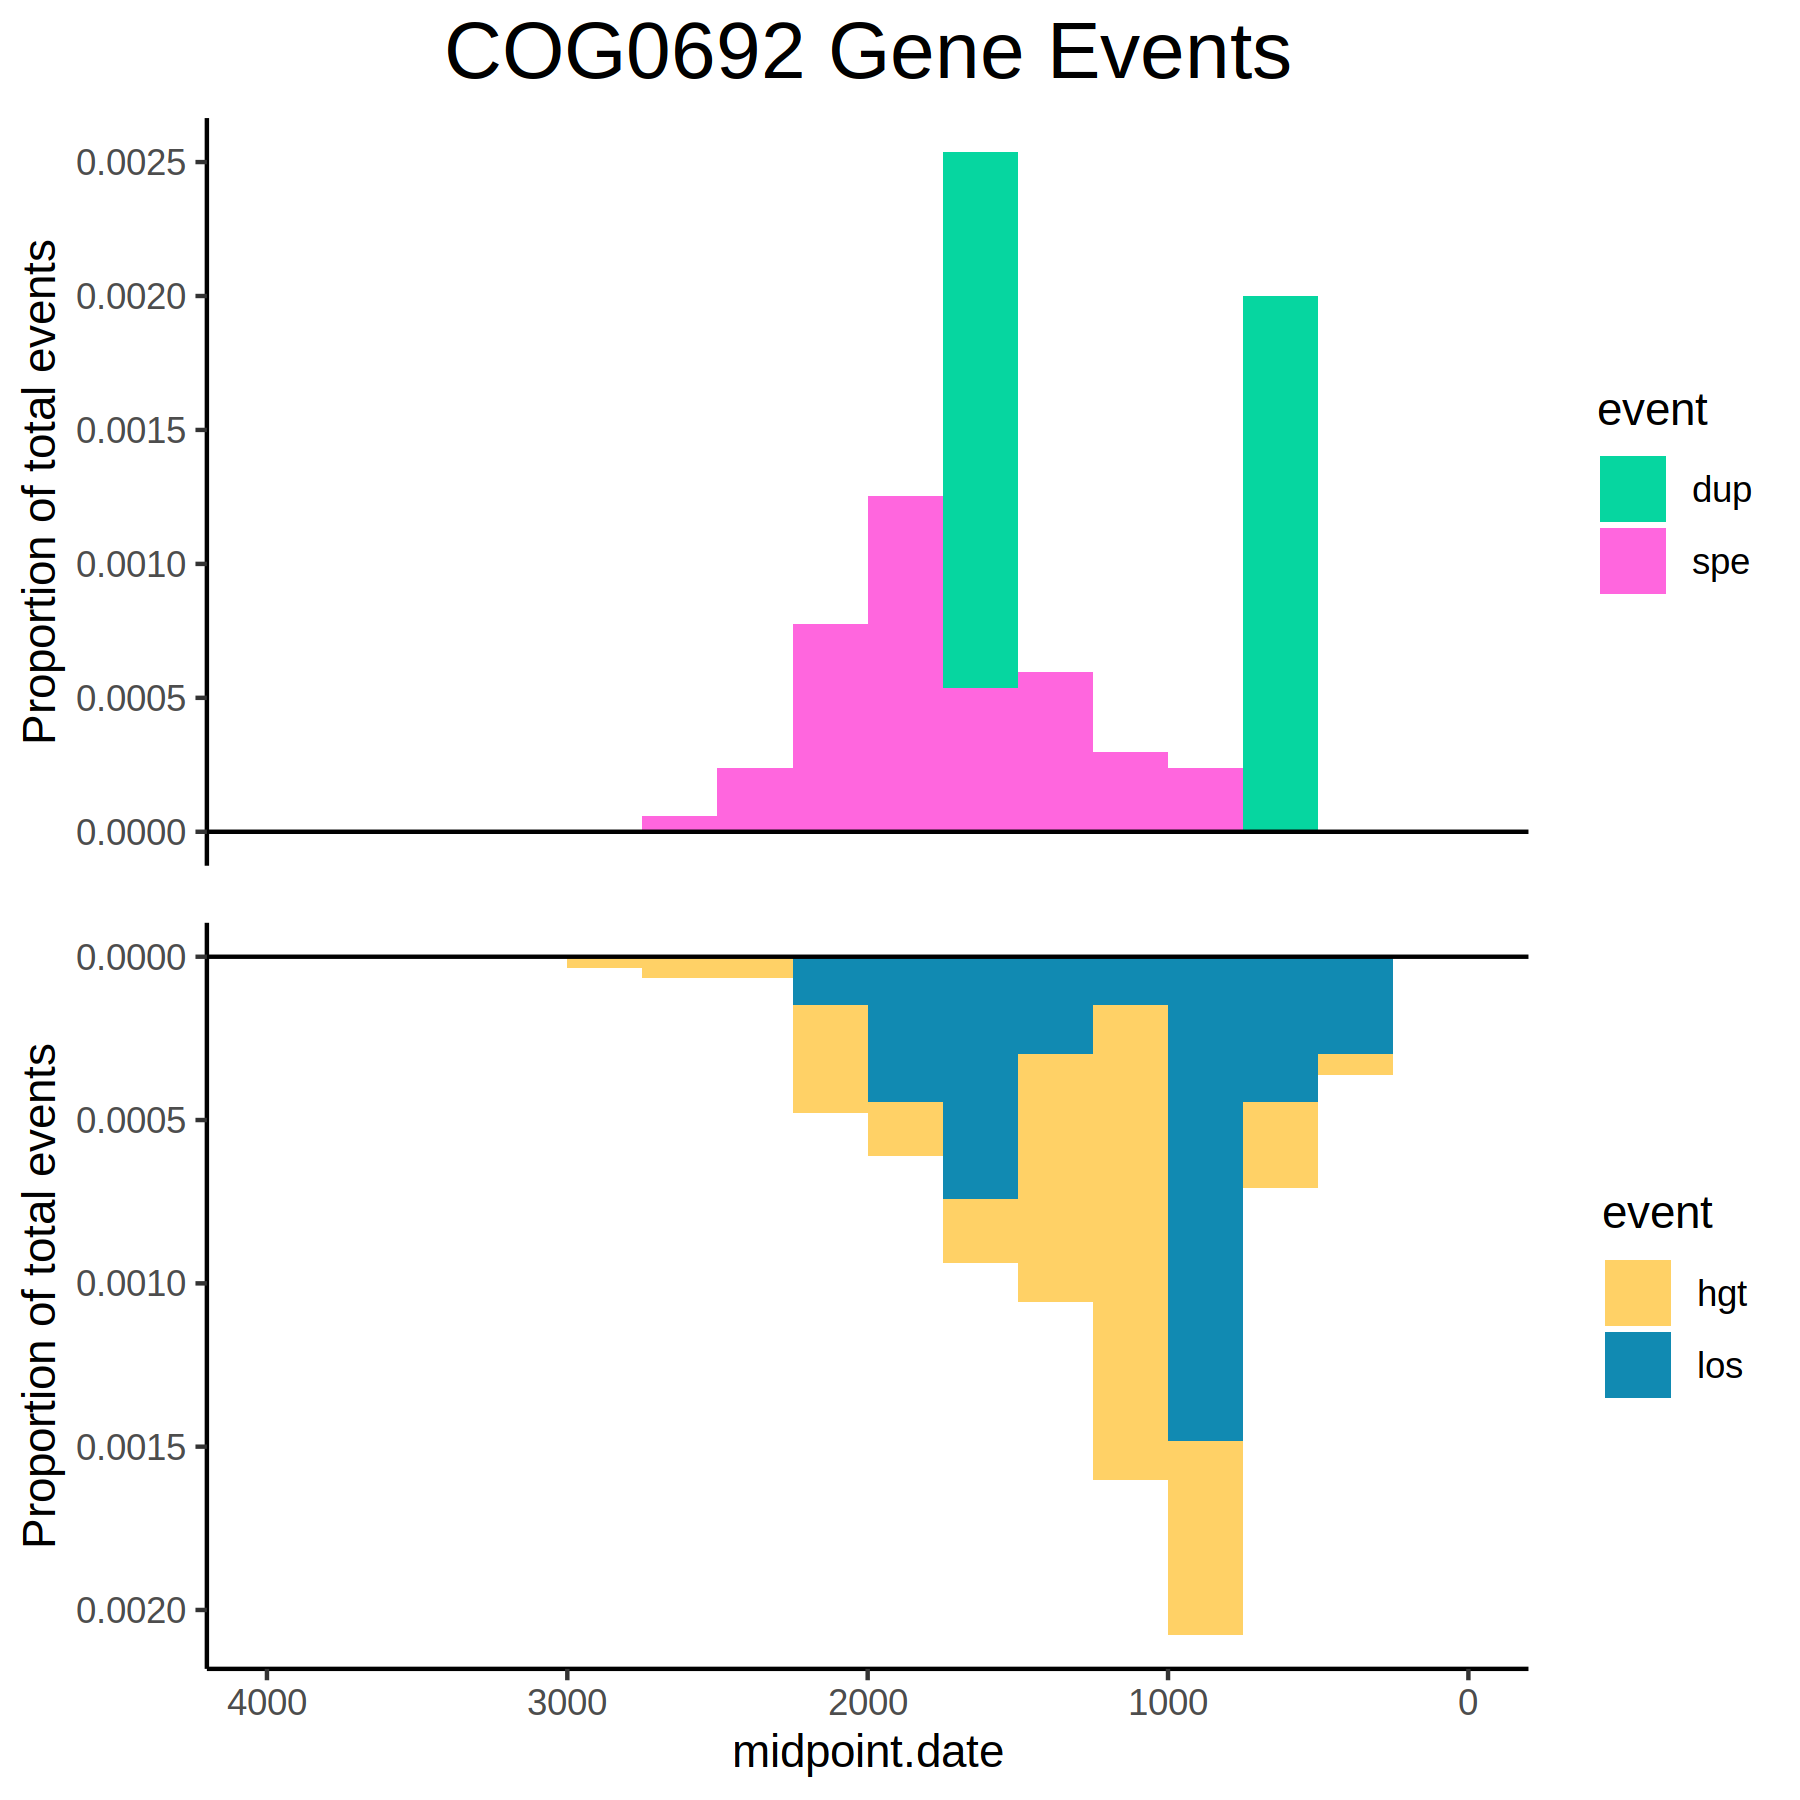 COG0692 Gene Events
Proportion of total events
0.0025
0.0020
0.0015
0.0010
0.0005
0.0000
event
dup
spe
Proportion of total events
0.0000
0.0005
0.0010
0.0015
0.0020
event
hgt
los
4000 3000 2000 1000 0
midpoint.date